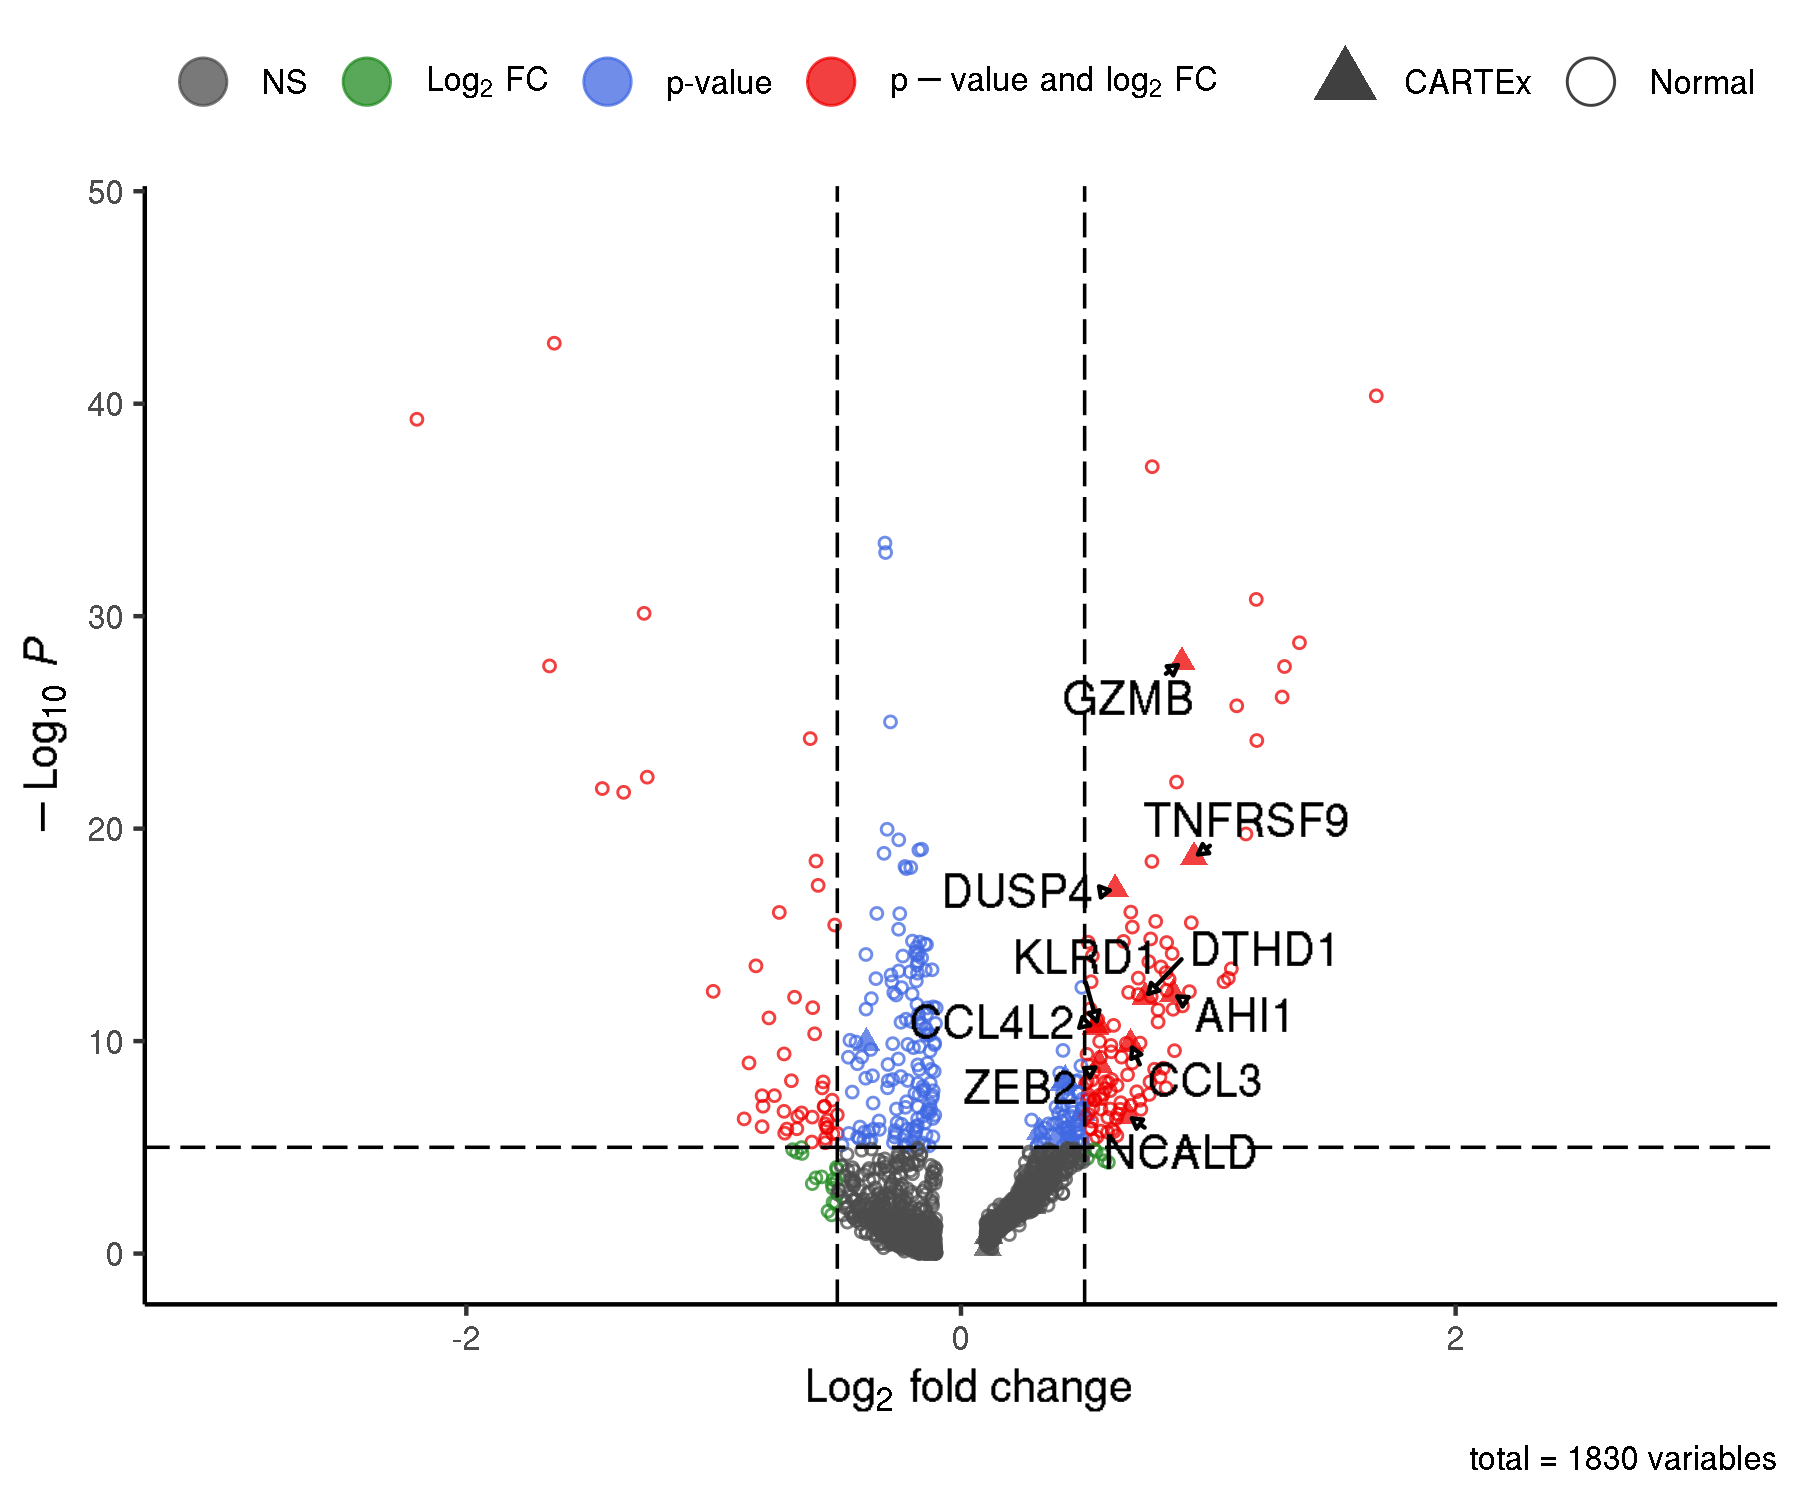 NS Log₂ FC p-value p − value and log₂ FC CARTEx Normal
50
40
30
20
10
0
− Log₁₀ P
GZMB
TNFRSF9
DUSP4
KLRD1
DTHD1
CCL4L2
AHI1
ZEB2
CCL3
NCALD
-2 0 2
Log₂ fold change
total = 1830 variables